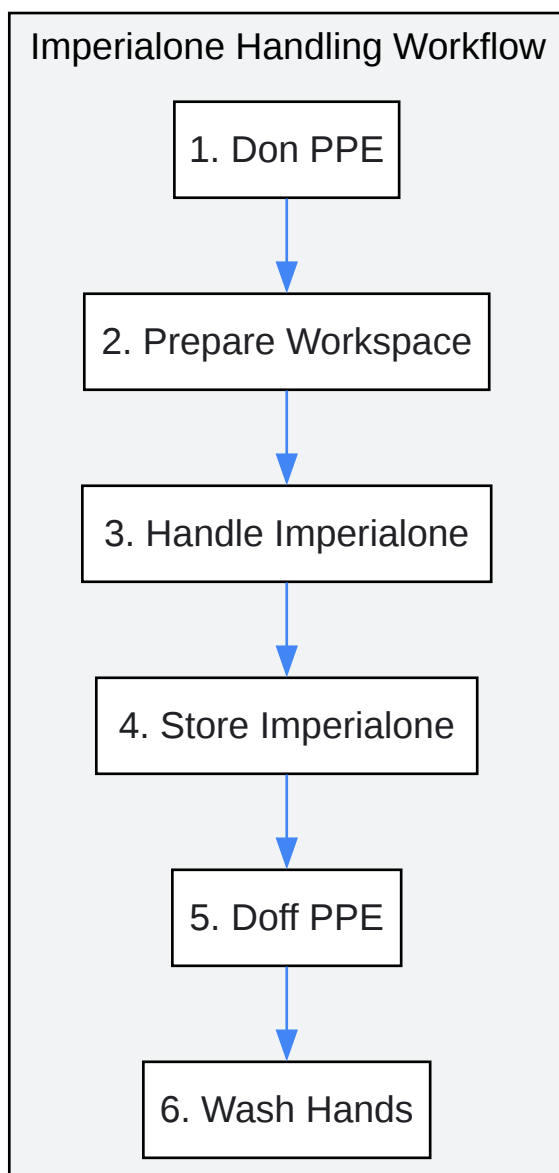 Imperialone Handling Workflow
1. Don PPE
2. Prepare Workspace
3. Handle Imperialone
4. Store Imperialone
5. Doff PPE
6. Wash Hands